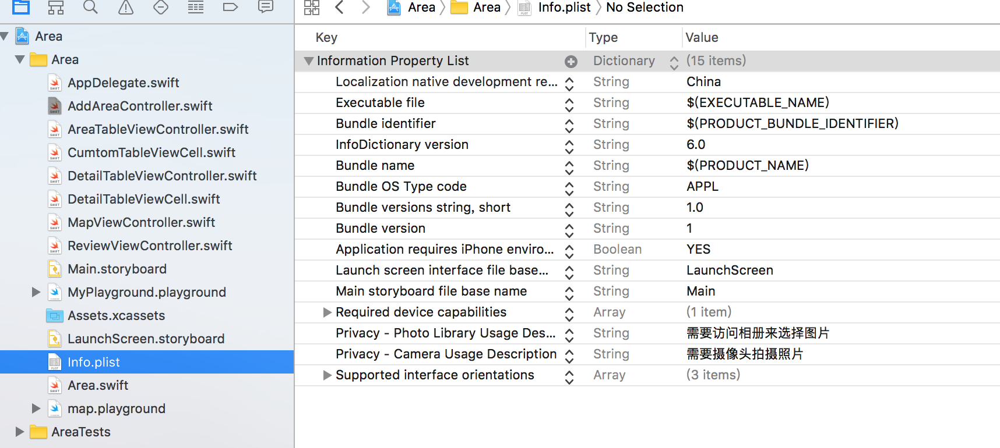 Area > Area > Info.plist > No Selection
Area
Area
AppDelegate.swift
AddAreaController.swift
AreaTableViewController.swift
CumtomTableViewCell.swift
DetailTableViewController.swift
DetailTableViewCell.swift
MapViewController.swift
ReviewViewController.swift
Main.storyboard
MyPlayground.playground
Assets.xcassets
LaunchScreen.storyboard
Info.plist
Area.swift
map.playground
AreaTests
Key Type Value
Information Property List Dictionary (15 items)
Localization native development re... String China
Executable file String $(EXECUTABLE_NAME)
Bundle identifier String $(PRODUCT_BUNDLE_IDENTIFIER)
InfoDictionary version String 6.0
Bundle name String $(PRODUCT_NAME)
Bundle OS Type code String APPL
Bundle versions string, short String 1.0
Bundle version String 1
Application requires iPhone enviro... Boolean YES
Launch screen interface file base... String LaunchScreen
Main storyboard file base name String Main
Required device capabilities Array (1 item)
Privacy - Photo Library Usage Des... String 需要访问相册来选择图片
Privacy - Camera Usage Description String 需要摄像头拍摄照片
Supported interface orientations Array (3 items)